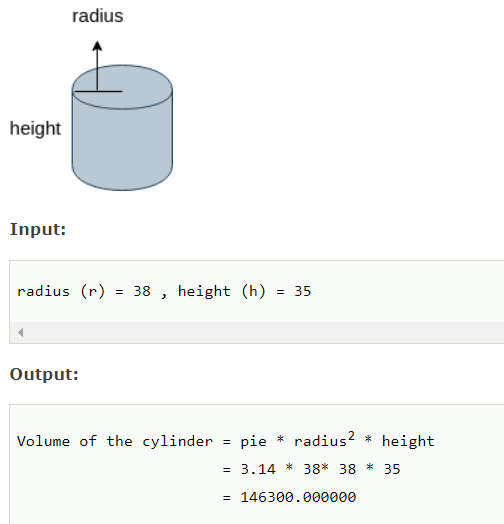 radius
height
Input:
radius (r) = 38 , height (h) = 35
Output:
Volume of the cylinder = pie * radius² * height
= 3.14 * 38* 38 * 35
= 146300.000000